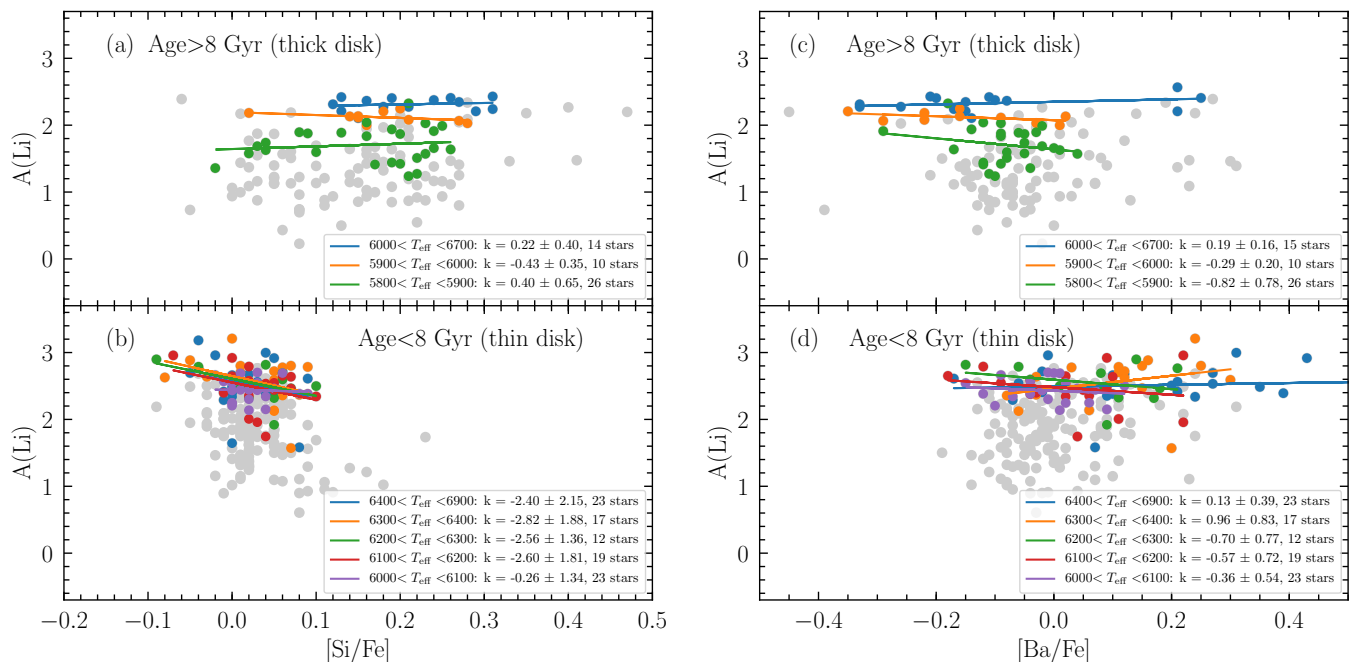 (a) Age>8 Gyr (thick disk)
A(Li)
3
2
1
0
6000< Teff <6700: k = 0.22 ± 0.40, 14 stars
5900< Teff <6000: k = -0.43 ± 0.35, 10 stars
5800< Teff <5900: k = 0.40 ± 0.65, 26 stars
(c) Age>8 Gyr (thick disk)
A(Li)
3
2
1
0
6000< Teff <6700: k = 0.19 ± 0.16, 15 stars
5900< Teff <6000: k = -0.29 ± 0.20, 10 stars
5800< Teff <5900: k = -0.82 ± 0.78, 26 stars
(b) Age<8 Gyr (thin disk)
A(Li)
3
2
1
0
6400< Teff <6900: k = -2.40 ± 2.15, 23 stars
6300< Teff <6400: k = -2.82 ± 1.88, 17 stars
6200< Teff <6300: k = -2.56 ± 1.36, 12 stars
6100< Teff <6200: k = -2.60 ± 1.81, 19 stars
6000< Teff <6100: k = -0.26 ± 1.34, 23 stars
−0.2 −0.1 0.0 0.1 0.2 0.3 0.4 0.5
[Si/Fe]
(d) Age<8 Gyr (thin disk)
A(Li)
3
2
1
0
6400< Teff <6900: k = 0.13 ± 0.39, 23 stars
6300< Teff <6400: k = 0.96 ± 0.83, 17 stars
6200< Teff <6300: k = -0.70 ± 0.77, 12 stars
6100< Teff <6200: k = -0.57 ± 0.72, 19 stars
6000< Teff <6100: k = -0.36 ± 0.54, 23 stars
−0.4 −0.2 0.0 0.2 0.4
[Ba/Fe]